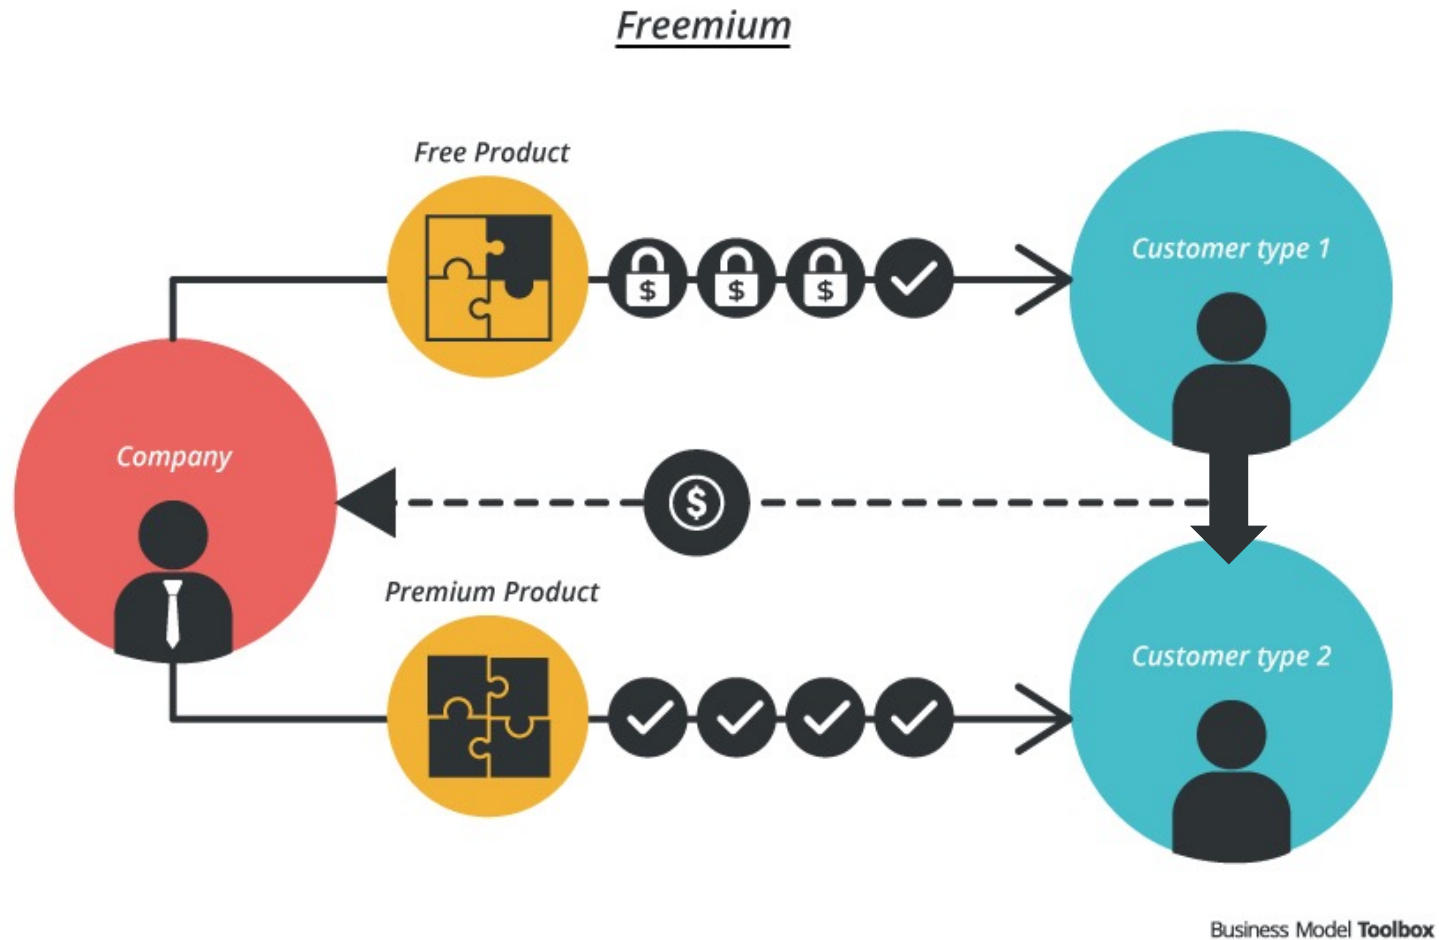 Freemium
Free Product
$
$
$
Customer type 1
Company
$
Premium Product
Customer type 2
Business Model Toolbox